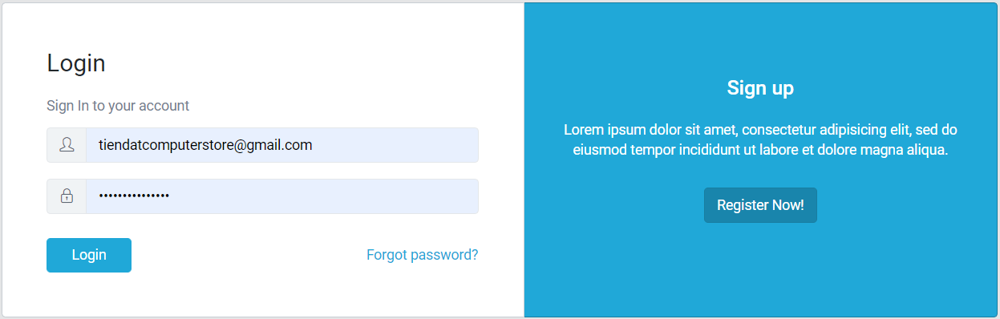 Login
Sign In to your account
tiendatcomputerstore@gmail.com
•••••••••••••••
Login
Forgot password?
Sign up
Lorem ipsum dolor sit amet, consectetur adipisicing elit, sed do
eiusmod tempor incididunt ut labore et dolore magna aliqua.
Register Now!